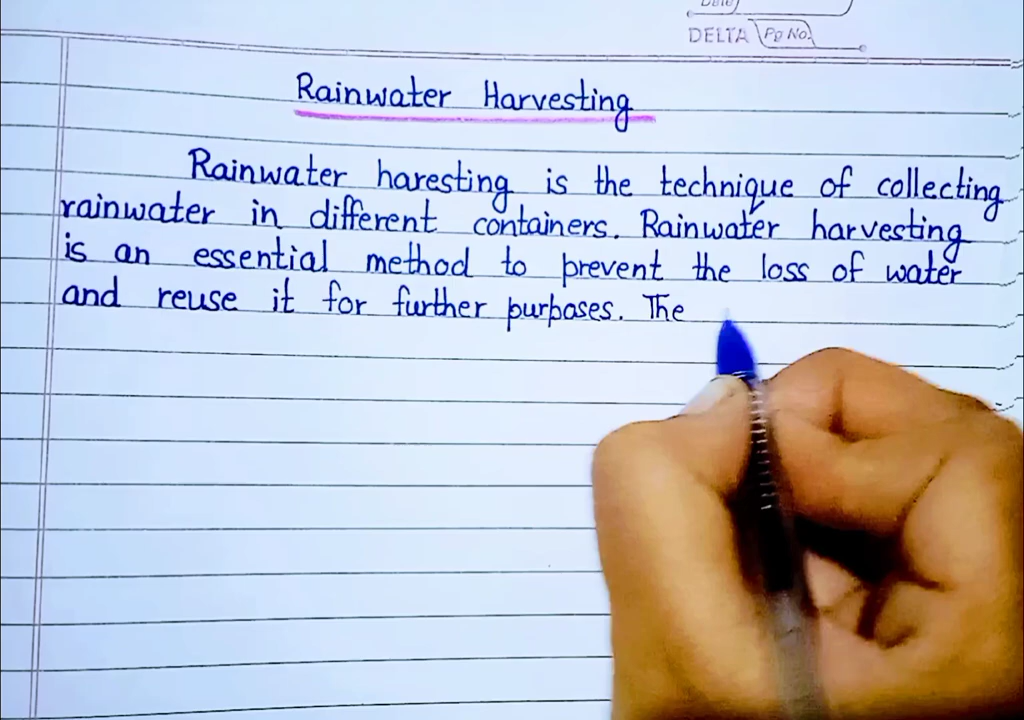 Date
DELTA Pg No.
Rainwater Harvesting
Rainwater haresting is the technique of collecting
rainwater in different containers. Rainwater harvesting
is an essential method to prevent the loss of water
and reuse it for further purposes. The